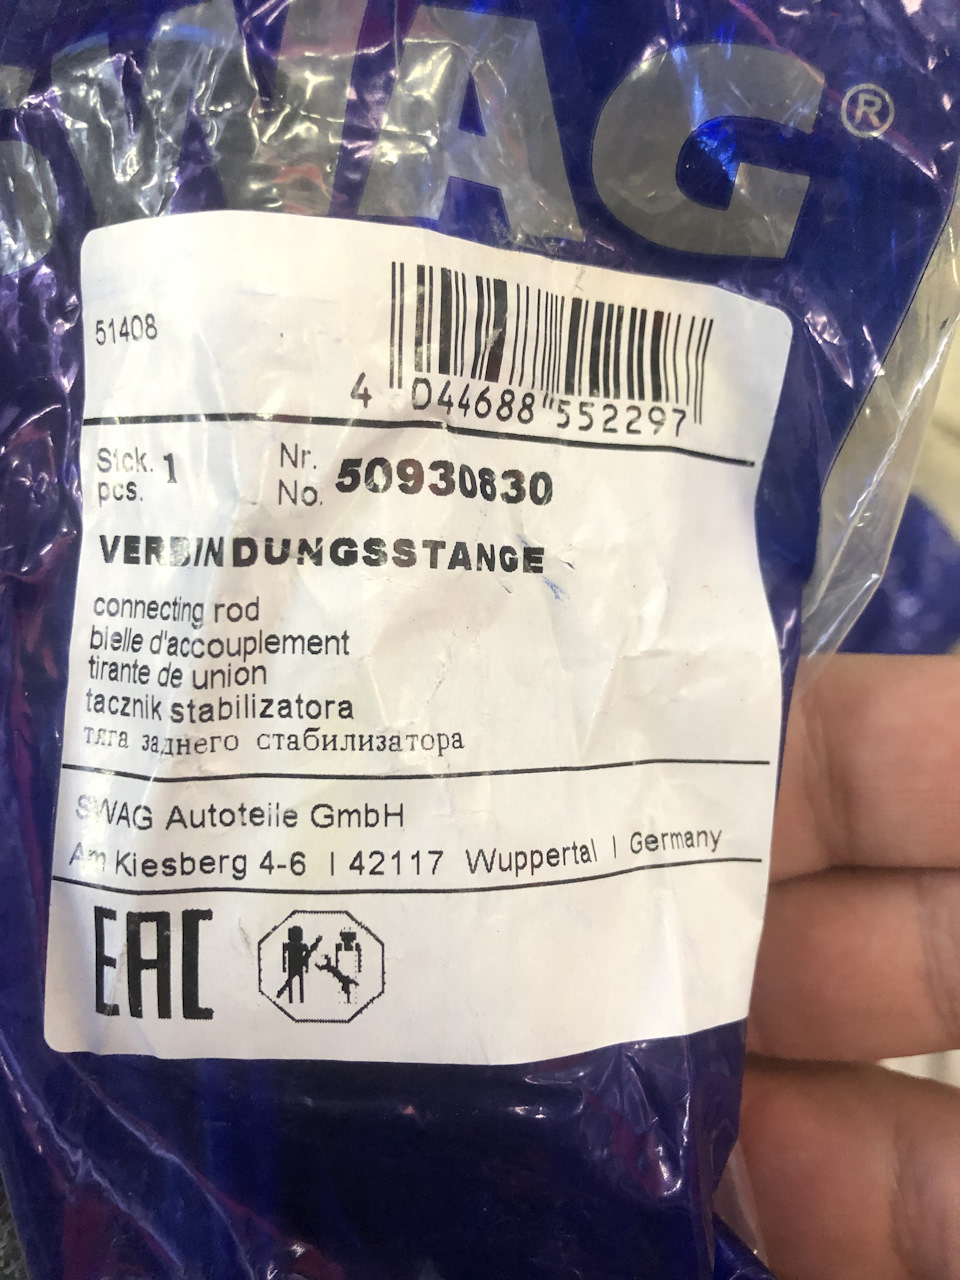 SWAG®
51408
4 044688 552297
Stck. 1
pcs.
Nr.
No. 50930830
VERBINDUNGSSTANGE
connecting rod
bielle d'accouplement
tirante de union
tacznik stabilizatora
тяга заднего стабилизатора
SWAG Autoteile GmbH
Am Kiesberg 4-6 | 42117 Wuppertal | Germany
EAC